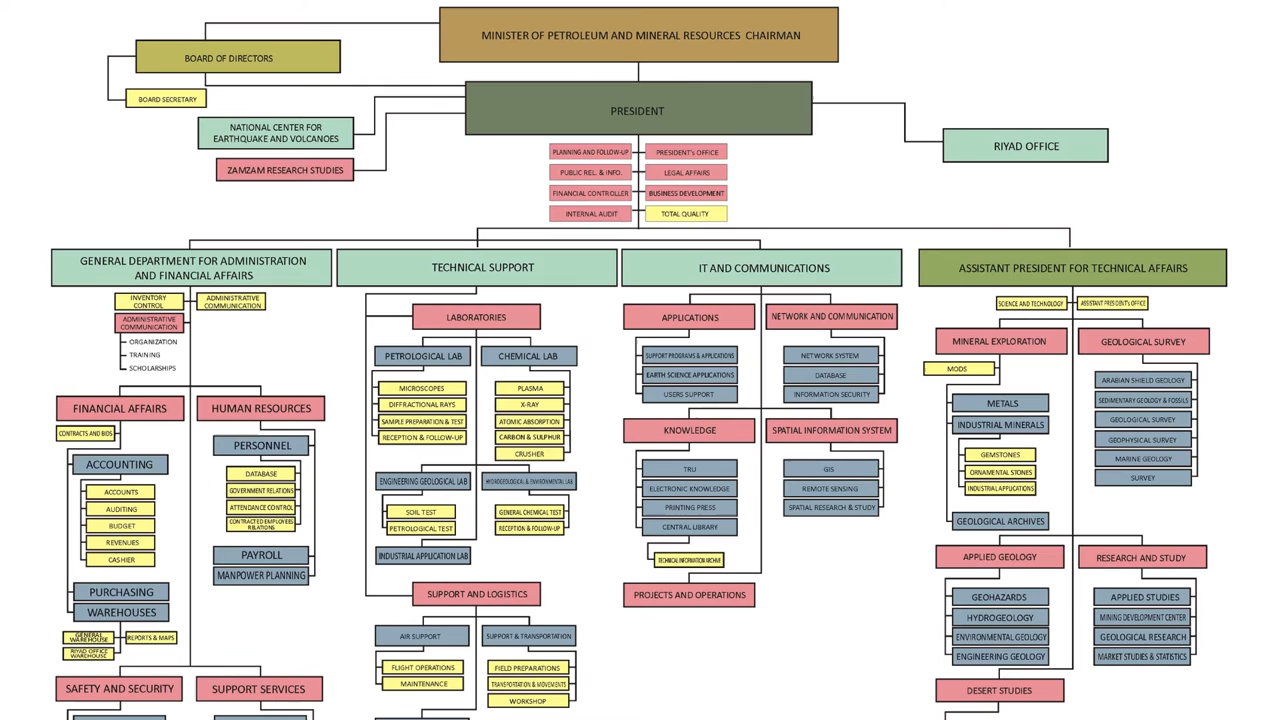 MINISTER OF PETROLEUM AND MINERAL RESOURCES CHAIRMAN
BOARD OF DIRECTORS
BOARD SECRETARY
PRESIDENT
NATIONAL CENTER FOR
EARTHQUAKE AND VOLCANOES
ZAMZAM RESEARCH STUDIES
RIYAD OFFICE
PLANNING AND FOLLOW-UP
PRESIDENT's OFFICE
PUBLIC REL. & INFO.
LEGAL AFFAIRS
FINANCIAL CONTROLLER
BUSINESS DEVELOPMENT
INTERNAL AUDIT
TOTAL QUALITY
GENERAL DEPARTMENT FOR ADMINISTRATION
AND FINANCIAL AFFAIRS
INVENTORY
CONTROL
ADMINISTRATIVE
COMMUNICATION
ADMINISTRATIVE
COMMUNICATION
ORGANIZATION
TRAINING
SCHOLARSHIPS
FINANCIAL AFFAIRS
CONTRACTS AND BIDS
ACCOUNTING
ACCOUNTS
AUDITING
BUDGET
REVENUES
CASHIER
PURCHASING
WAREHOUSES
GENERAL
WAREHOUSE
REPORTS & MAPS
RIYAD OFFICE
WAREHOUSE
HUMAN RESOURCES
PERSONNEL
DATABASE
GOVERNMENT RELATIONS
ATTENDANCE CONTROL
CONTRACTED EMPLOYEES
RELATIONS
PAYROLL
MANPOWER PLANNING
SAFETY AND SECURITY
SUPPORT SERVICES
TECHNICAL SUPPORT
LABORATORIES
PETROLOGICAL LAB
MICROSCOPES
DIFFRACTIONAL RAYS
SAMPLE PREPARATION & TEST
RECEPTION & FOLLOW-UP
CHEMICAL LAB
PLASMA
X-RAY
ATOMIC ABSORPTION
CARBON & SULPHUR
CRUSHER
ENGINEERING GEOLOGICAL LAB
SOIL TEST
PETROLOGICAL TEST
HYDROGEOLOGICAL & ENVIRONMENTAL LAB
GENERAL CHEMICAL TEST
RECEPTION & FOLLOW-UP
INDUSTRIAL APPLICATION LAB
SUPPORT AND LOGISTICS
AIR SUPPORT
FLIGHT OPERATIONS
MAINTENANCE
SUPPORT & TRANSPORTATION
FIELD PREPARATIONS
TRANSPORTATION & MOVEMENTS
WORKSHOP
IT AND COMMUNICATIONS
APPLICATIONS
SUPPORT PROGRAMS & APPLICATIONS
EARTH SCIENCE APPLICATIONS
USERS SUPPORT
NETWORK AND COMMUNICATION
NETWORK SYSTEM
DATABASE
INFORMATION SECURITY
KNOWLEDGE
TRU
ELECTRONIC KNOWLEDGE
PRINTING PRESS
CENTRAL LIBRARY
TECHNICAL INFORMATION ARCHIVE
SPATIAL INFORMATION SYSTEM
GIS
REMOTE SENSING
SPATIAL RESEARCH & STUDY
PROJECTS AND OPERATIONS
ASSISTANT PRESIDENT FOR TECHNICAL AFFAIRS
SCIENCE AND TECHNOLOGY
ASSISTANT PRESIDENT'S OFFICE
MINERAL EXPLORATION
MODS
METALS
INDUSTRIAL MINERALS
GEMSTONES
ORNAMENTAL STONES
INDUSTRIAL APPLICATIONS
GEOLOGICAL ARCHIVES
GEOLOGICAL SURVEY
ARABIAN SHIELD GEOLOGY
SEDIMENTARY GEOLOGY & FOSSILS
GEOLOGICAL SURVEY
GEOPHYSICAL SURVEY
MARINE GEOLOGY
SURVEY
APPLIED GEOLOGY
GEOHAZARDS
HYDROGEOLOGY
ENVIRONMENTAL GEOLOGY
ENGINEERING GEOLOGY
RESEARCH AND STUDY
APPLIED STUDIES
MINING DEVELOPMENT CENTER
GEOLOGICAL RESEARCH
MARKET STUDIES & STATISTICS
DESERT STUDIES